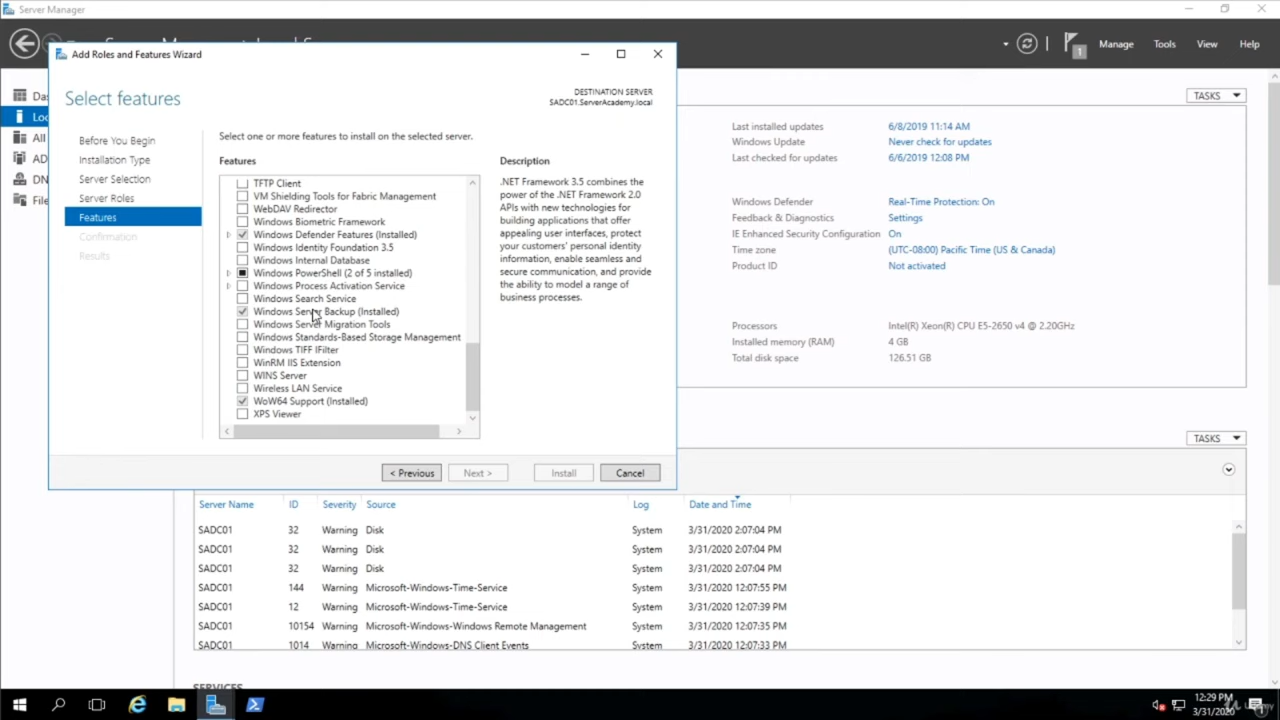 Server Manager
Add Roles and Features Wizard
1
Manage
Tools
View
Help
Select features
DESTINATION SERVER
SADC01.ServerAcademy.local
TASKS
Before You Begin
Installation Type
Server Selection
Server Roles
Features
Confirmation
Results
Select one or more features to install on the selected server.
Features
TFTP Client
VM Shielding Tools for Fabric Management
WebDAV Redirector
Windows Biometric Framework
Windows Defender Features (Installed)
Windows Identity Foundation 3.5
Windows Internal Database
Windows PowerShell (2 of 5 installed)
Windows Process Activation Service
Windows Search Service
Windows Server Backup (Installed)
Windows Server Migration Tools
Windows Standards-Based Storage Management
Windows TIFF IFilter
WinRM IIS Extension
WINS Server
Wireless LAN Service
WoW64 Support (Installed)
XPS Viewer
Description
.NET Framework 3.5 combines the
power of the .NET Framework 2.0
APIs with new technologies for
building applications that offer
appealing user interfaces, protect
your customers' personal identity
information, enable seamless and
secure communication, and provide
the ability to model a range of
business processes.
< Previous
Next >
Install
Cancel
Last installed updates 6/8/2019 11:14 AM
Windows Update Never check for updates
Last checked for updates 6/6/2019 12:08 PM
Windows Defender Real-Time Protection: On
Feedback & Diagnostics Settings
IE Enhanced Security Configuration On
Time zone (UTC-08:00) Pacific Time (US & Canada)
Product ID Not activated
Processors Intel(R) Xeon(R) CPU E5-2650 v4 @ 2.20GHz
Installed memory (RAM) 4 GB
Total disk space 126.51 GB
TASKS
Server Name ID Severity Source Log Date and Time
SADC01 32 Warning Disk System 3/31/2020 2:07:04 PM
SADC01 32 Warning Disk System 3/31/2020 2:07:04 PM
SADC01 32 Warning Disk System 3/31/2020 2:07:04 PM
SADC01 144 Warning Microsoft-Windows-Time-Service System 3/31/2020 12:07:55 PM
SADC01 12 Warning Microsoft-Windows-Time-Service System 3/31/2020 12:07:39 PM
SADC01 10154 Warning Microsoft-Windows-Windows Remote Management System 3/31/2020 12:07:35 PM
SADC01 1014 Warning Microsoft-Windows-DNS Client Events System 3/31/2020 12:07:33 PM
SERVICES
12:29 PM
3/31/2020